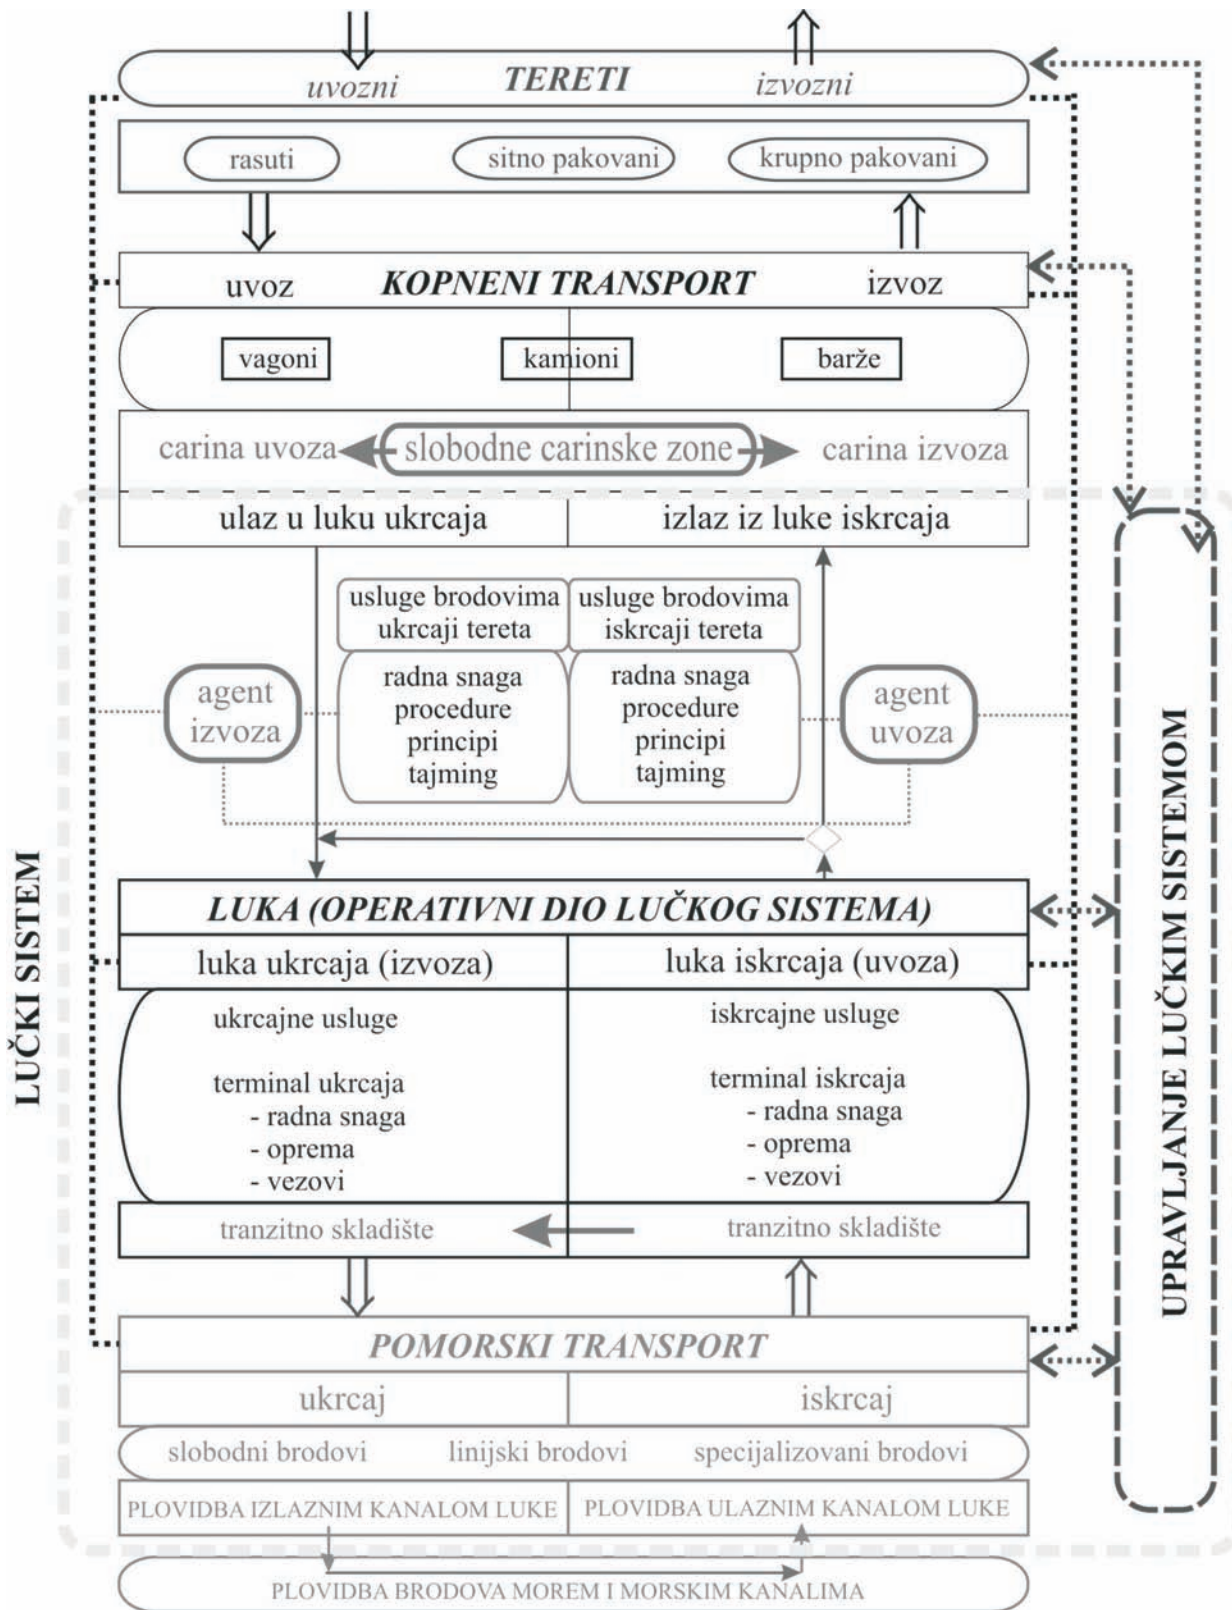 TERETI
uvozni
izvozni
rasuti
sitno pakovani
krupno pakovani
uvoz
KOPNENI TRANSPORT
izvoz
vagoni
kamioni
barže
carina uvoza
slobodne carinske zone
carina izvoza
ulaz u luku ukrcaja
izlaz iz luke iskrcaja
usluge brodovima
ukrcaji tereta
usluge brodovima
iskrcaji tereta
agent
izvoza
radna snaga
procedure
principi
tajming
radna snaga
procedure
principi
tajming
agent
uvoza
LUKA (OPERATIVNI DIO LUČKOG SISTEMA)
luka ukrcaja (izvoza)
luka iskrcaja (uvoza)
ukrcajne usluge
terminal ukrcaja
- radna snaga
- oprema
- vezovi
iskrcajne usluge
terminal iskrcaja
- radna snaga
- oprema
- vezovi
tranzitno skladište
tranzitno skladište
POMORSKI TRANSPORT
ukrcaj
iskrcaj
slobodni brodovi
linijski brodovi
specijalizovani brodovi
PLOVIDBA IZLAZNIM KANALOM LUKE
PLOVIDBA ULAZNIM KANALOM LUKE
PLOVIDBA BRODOVA MOREM I MORSKIM KANALIMA
LUČKI SISTEM
UPRAVLJANJE LUČKIM SISTEMOM